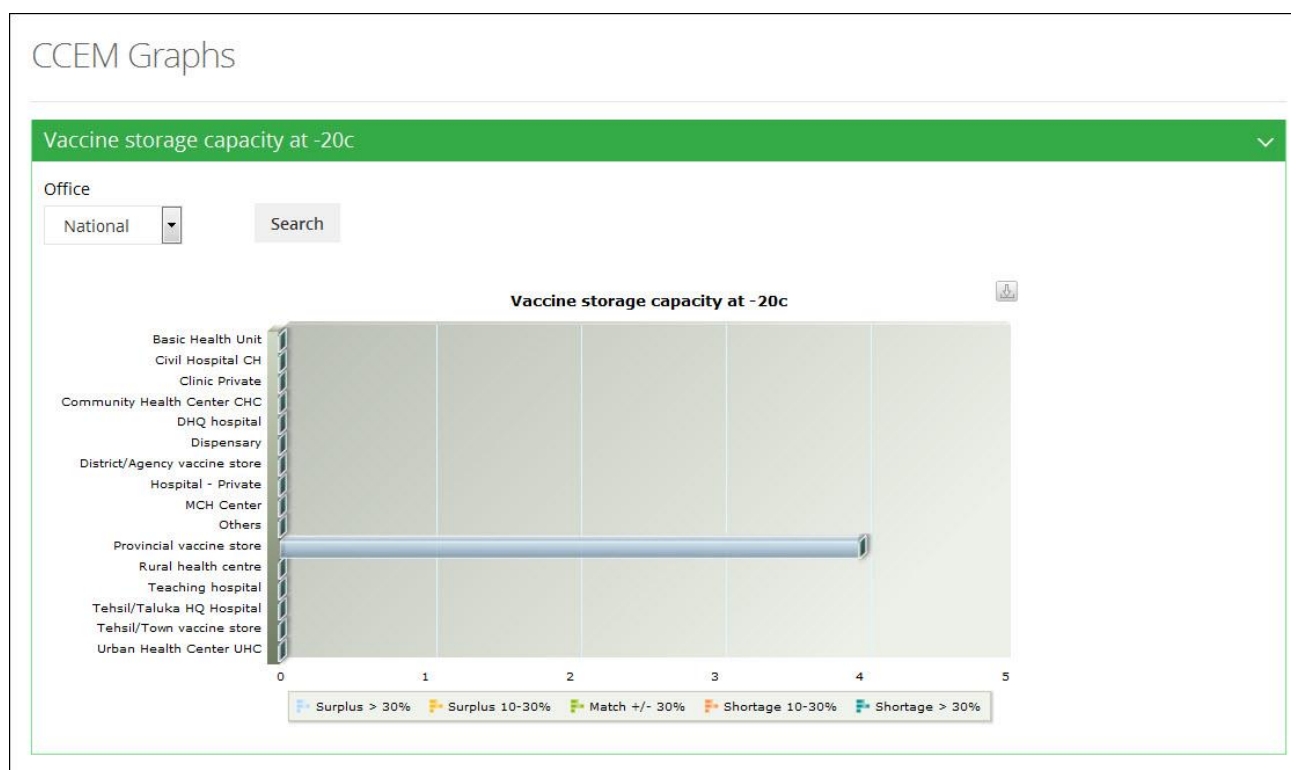 CCEM Graphs
Vaccine storage capacity at -20c
Office
National
Search
Vaccine storage capacity at -20c
Basic Health Unit
Civil Hospital CH
Clinic Private
Community Health Center CHC
DHQ hospital
Dispensary
District/Agency vaccine store
Hospital - Private
MCH Center
Others
Provincial vaccine store
Rural health centre
Teaching hospital
Tehsil/Taluka HQ Hospital
Tehsil/Town vaccine store
Urban Health Center UHC
0 1 2 3 4 5
Surplus > 30% Surplus 10-30% Match +/- 30% Shortage 10-30% Shortage > 30%